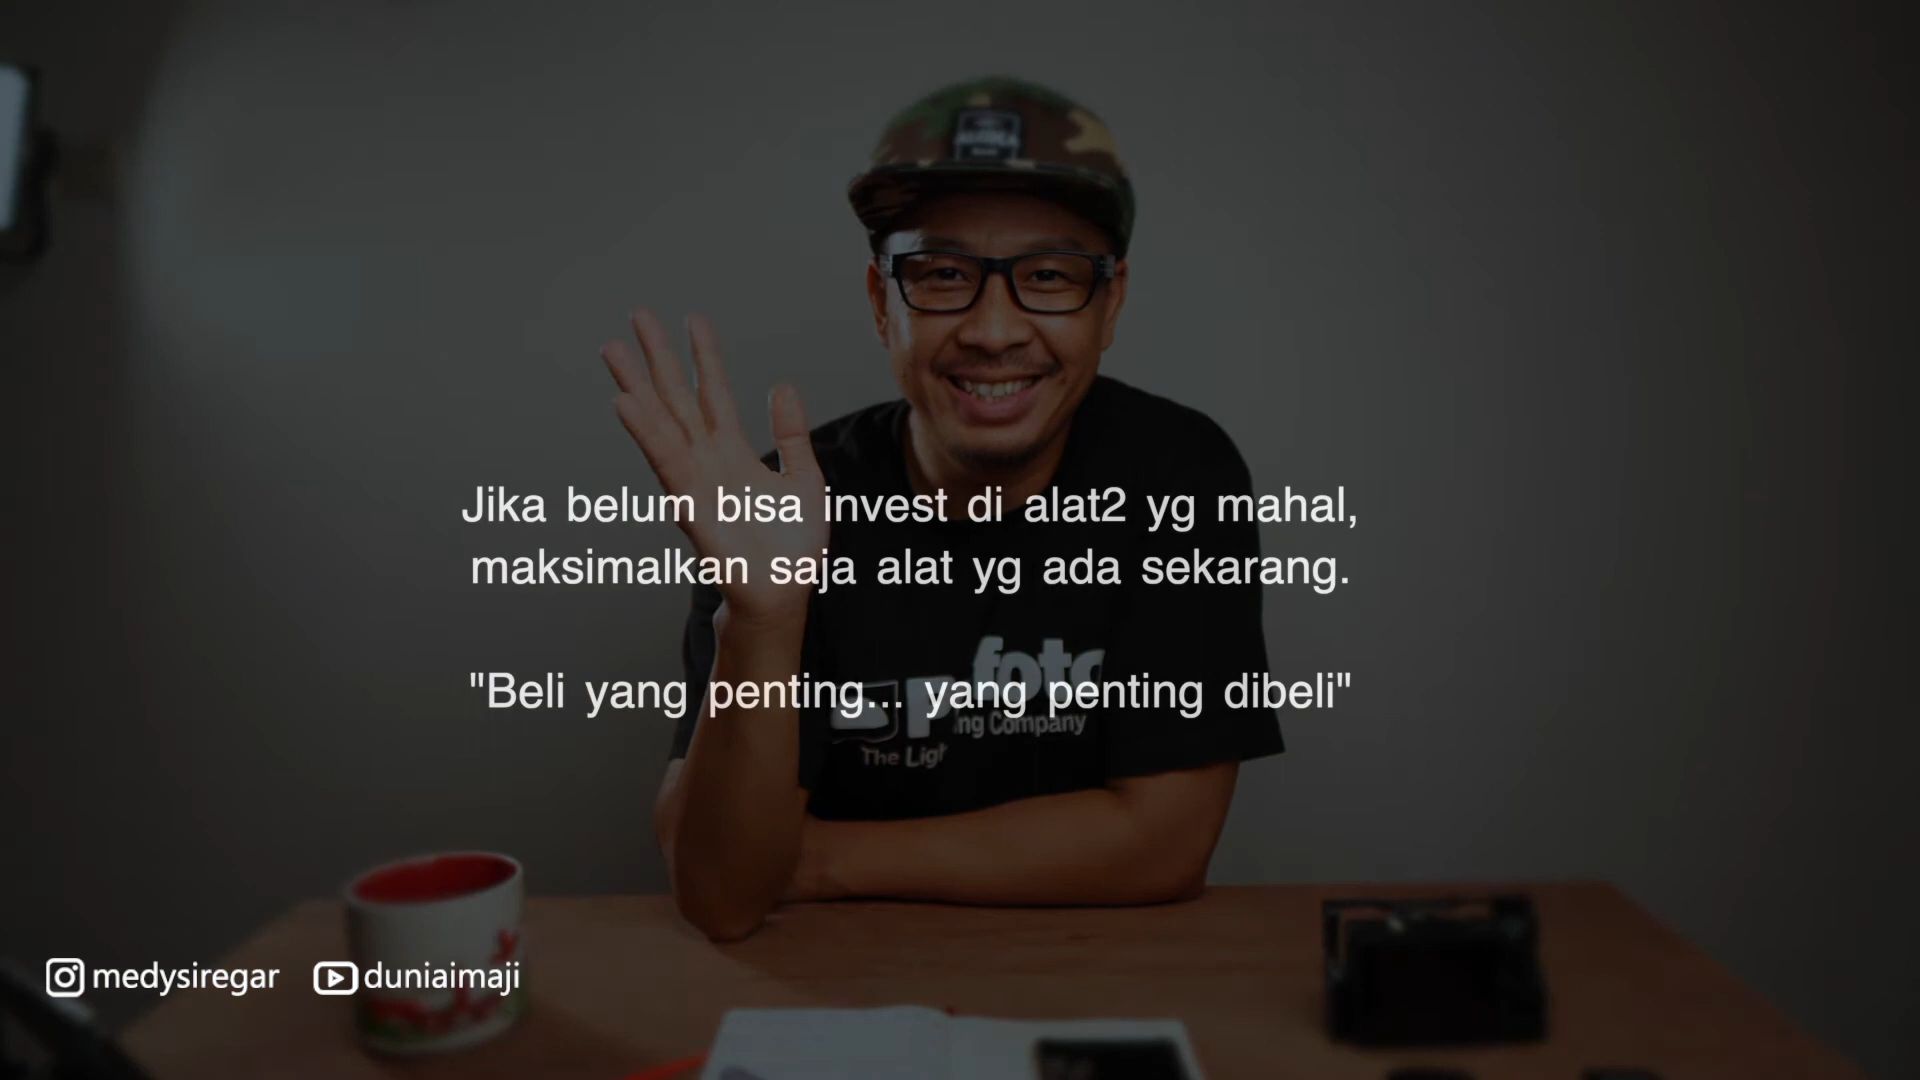 Jika belum bisa invest di alat2 yg mahal,
maksimalkan saja alat yg ada sekarang.
"Beli yang penting... yang penting dibeli"
foto
ng Company
The Ligh
medysiregar
duniaimaji